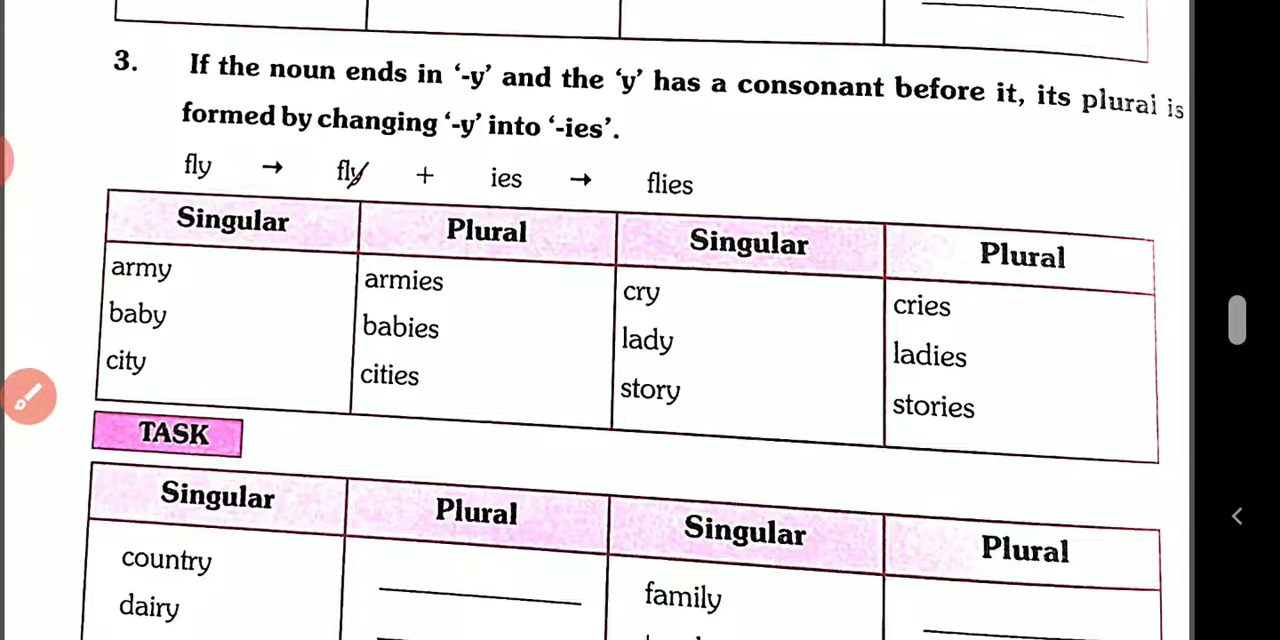 3. If the noun ends in ‘-y’ and the ‘y’ has a consonant before it, its plural is
formed by changing ‘-y’ into ‘-ies’.
fly → fly + ies → flies
Singular Plural Singular Plural
army armies cry cries
baby babies lady ladies
city cities story stories
TASK
Singular Plural Singular Plural
country family
dairy